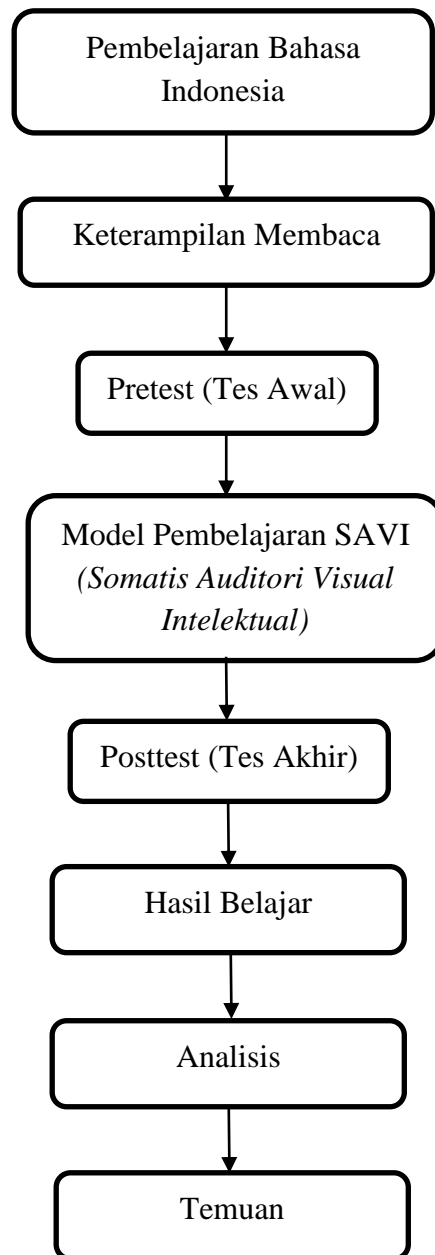 Pembelajaran Bahasa
Indonesia
Keterampilan Membaca
Pretest (Tes Awal)
Model Pembelajaran SAVI
(Somatis Auditori Visual
Intelektual)
Posttest (Tes Akhir)
Hasil Belajar
Analisis
Temuan